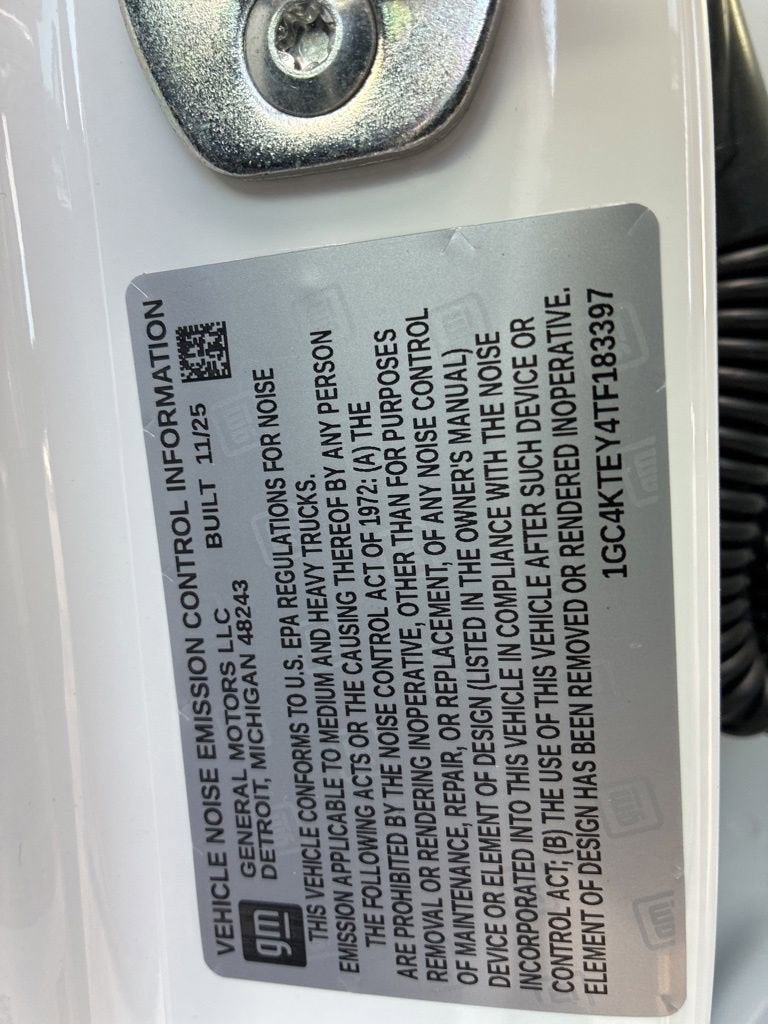 VEHICLE NOISE EMISSION CONTROL INFORMATION
gm
GENERAL MOTORS LLC
BUILT 11/25
DETROIT, MICHIGAN 48243
THIS VEHICLE CONFORMS TO U.S. EPA REGULATIONS FOR NOISE
EMISSION APPLICABLE TO MEDIUM AND HEAVY TRUCKS.
THE FOLLOWING ACTS OR THE CAUSING THEREOF BY ANY PERSON
ARE PROHIBITED BY THE NOISE CONTROL ACT OF 1972: (A) THE
REMOVAL OR RENDERING INOPERATIVE, OTHER THAN FOR PURPOSES
OF MAINTENANCE, REPAIR, OR REPLACEMENT, OF ANY NOISE CONTROL
DEVICE OR ELEMENT OF DESIGN (LISTED IN THE OWNER'S MANUAL)
INCORPORATED INTO THIS VEHICLE IN COMPLIANCE WITH THE NOISE
CONTROL ACT; (B) THE USE OF THIS VEHICLE AFTER SUCH DEVICE OR
ELEMENT OF DESIGN HAS BEEN REMOVED OR RENDERED INOPERATIVE.
1GC4KTEY4TF183397